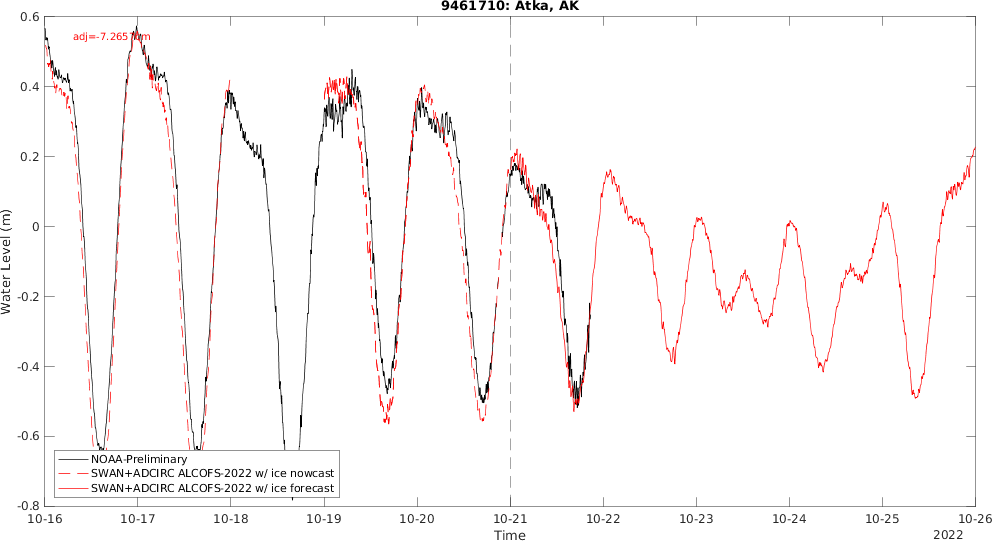 9461710: Atka, AK
adj=-7.2657cm
Water Level (m)
0.6
0.4
0.2
0
-0.2
-0.4
-0.6
-0.8
NOAA-Preliminary
SWAN+ADCIRC ALCOFS-2022 w/ ice nowcast
SWAN+ADCIRC ALCOFS-2022 w/ ice forecast
10-16 10-17 10-18 10-19 10-20 10-21 10-22 10-23 10-24 10-25 10-26
Time
2022